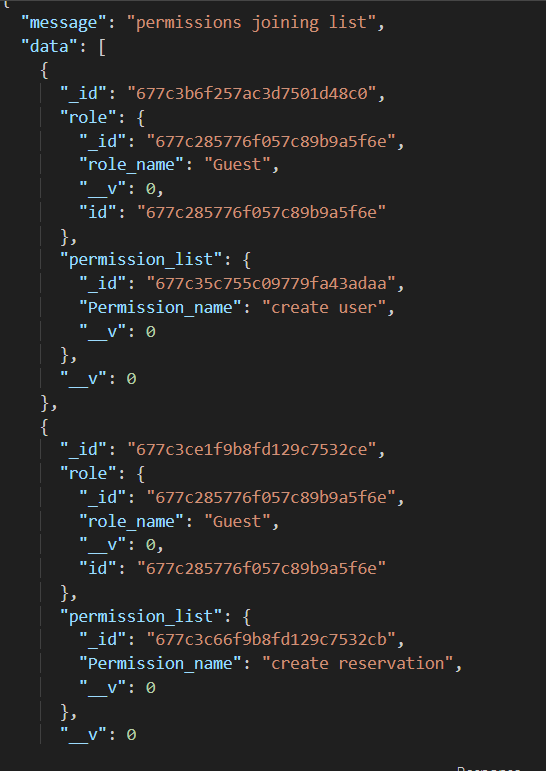 {
"message": "permissions joining list",
"data": [
{
"_id": "677c3b6f257ac3d7501d48c0",
"role": {
"_id": "677c285776f057c89b9a5f6e",
"role_name": "Guest",
"__v": 0,
"id": "677c285776f057c89b9a5f6e"
},
"permission_list": {
"_id": "677c35c755c09779fa43adaa",
"Permission_name": "create user",
"__v": 0
},
"__v": 0
},
{
"_id": "677c3ce1f9b8fd129c7532ce",
"role": {
"_id": "677c285776f057c89b9a5f6e",
"role_name": "Guest",
"__v": 0,
"id": "677c285776f057c89b9a5f6e"
},
"permission_list": {
"_id": "677c3c66f9b8fd129c7532cb",
"Permission_name": "create reservation",
"__v": 0
},
"__v": 0